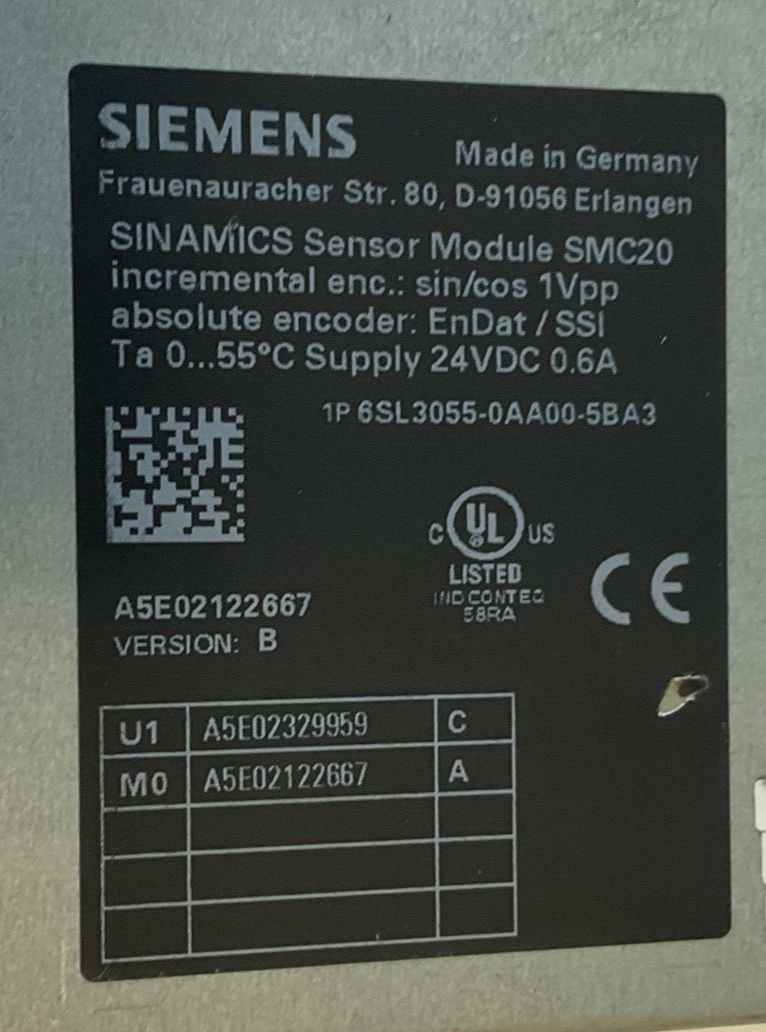 SIEMENS
Made in Germany
Frauenauracher Str. 80, D-91056 Erlangen
SINAMICS Sensor Module SMC20
incremental enc.: sin/cos 1Vpp
absolute encoder: EnDat / SSI
Ta 0...55°C Supply 24VDC 0.6A
1P 6SL3055-0AA00-5BA3
C UL US
LISTED
IND CONT EQ
58RA
CE
A5E02122667
VERSION: B
U1 A5E02329959 C
M0 A5E02122667 A